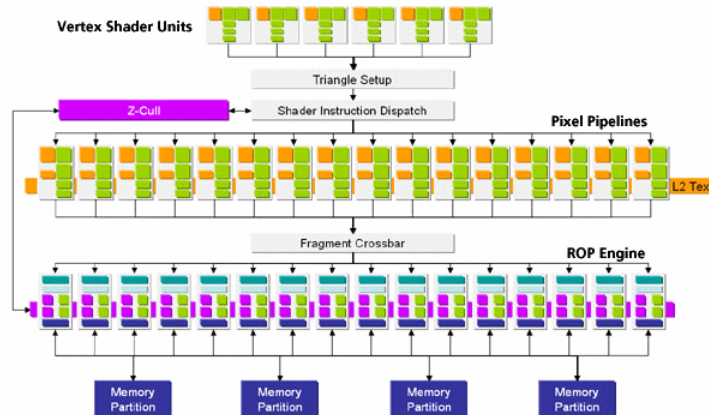 Vertex Shader Units
Triangle Setup
Z-Cull
Shader Instruction Dispatch
Pixel Pipelines
L2 Tex
Fragment Crossbar
ROP Engine
Memory
Partition
Memory
Partition
Memory
Partition
Memory
Partition